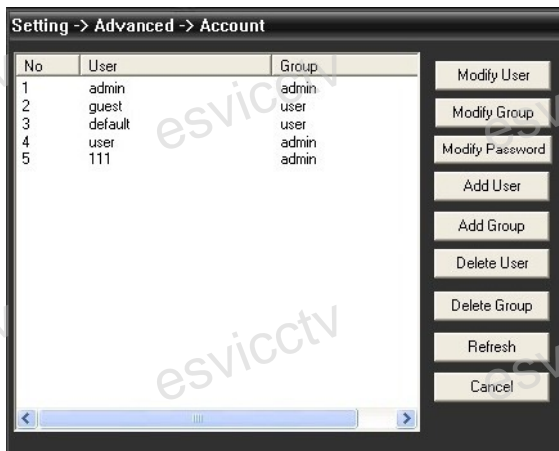 Setting -> Advanced -> Account
No User Group
1 admin admin
2 guest user
3 default user
4 user admin
5 111 admin
Modify User
Modify Group
Modify Password
Add User
Add Group
Delete User
Delete Group
Refresh
Cancel
esvicctv
esvicctv